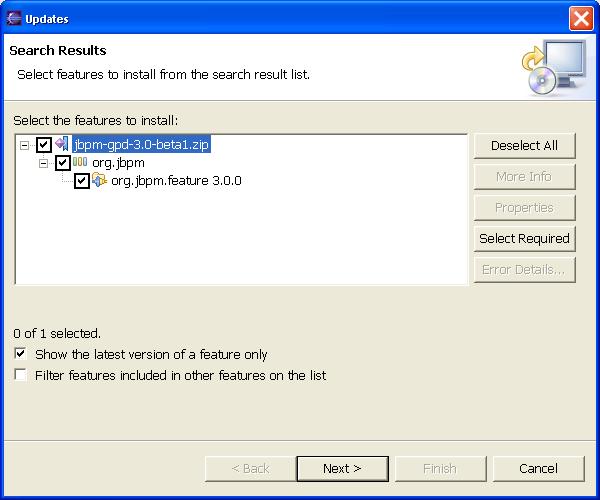 Updates
Search Results
Select features to install from the search result list.
Select the features to install:
jbpm-gpd-3.0-beta1.zip
org.jbpm
org.jbpm.feature 3.0.0
Deselect All
More Info
Properties
Select Required
Error Details...
0 of 1 selected.
Show the latest version of a feature only
Filter features included in other features on the list
< Back
Next >
Finish
Cancel